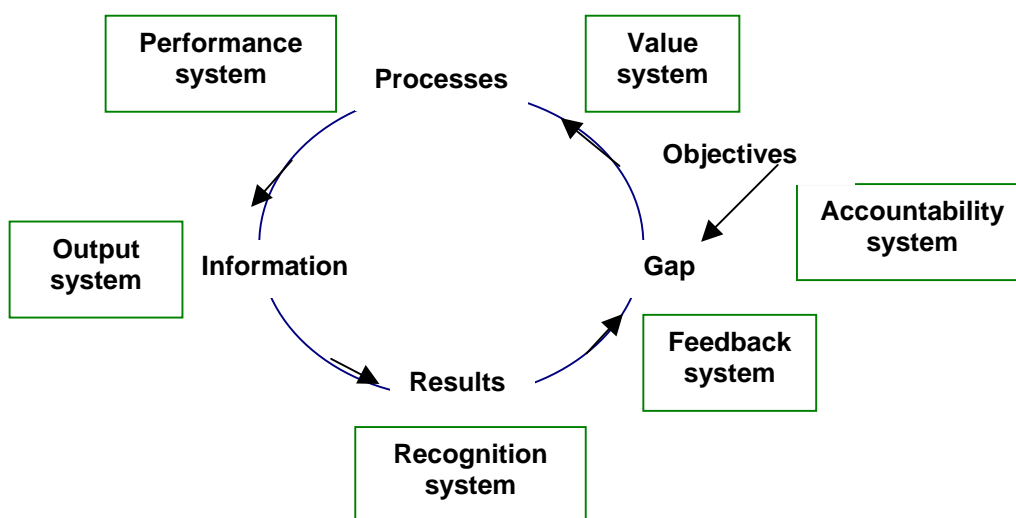 Performance
system
Value
system
Processes
Objectives
Accountability
system
Output
system
Information
Gap
Feedback
system
Results
Recognition
system